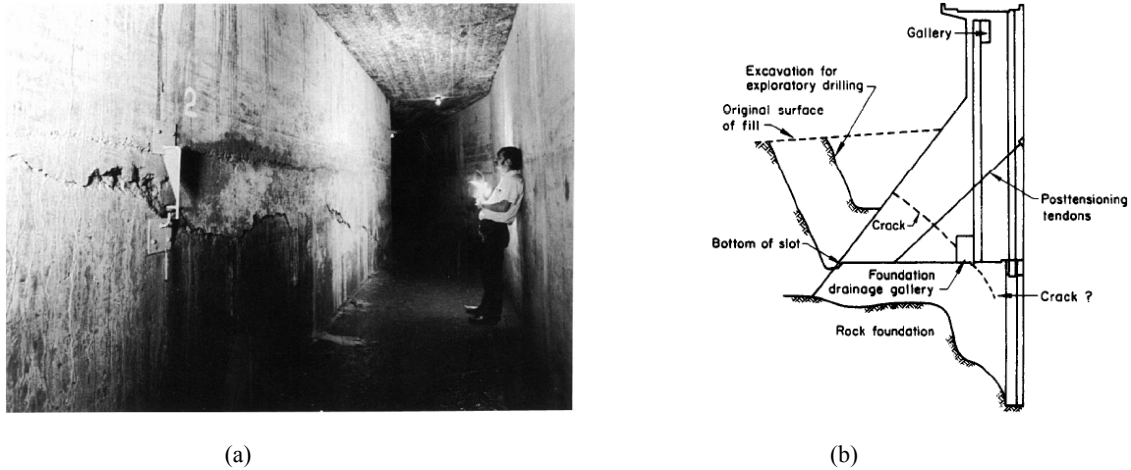 2
Gallery
Excavation for
exploratory drilling
Original surface
of fill
Posttensioning
tendons
Crack
Bottom of slot
Foundation
drainage gallery
Crack ?
Rock foundation
(a)
(b)